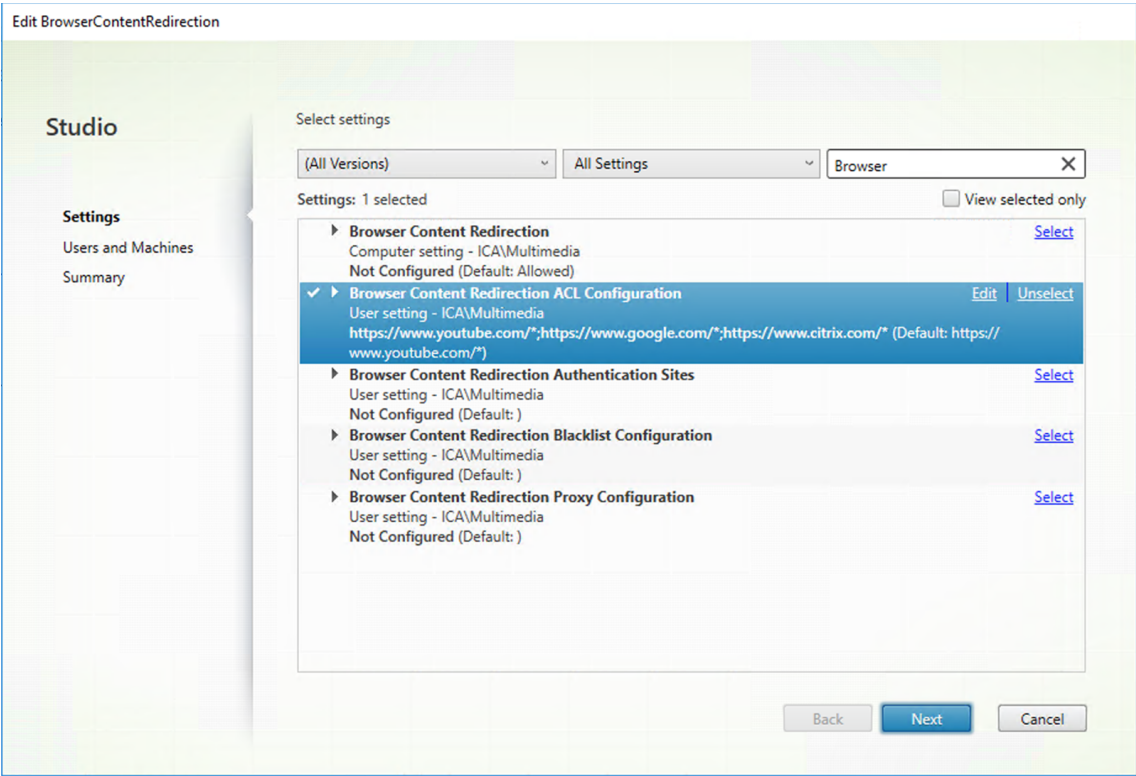 Edit BrowserContentRedirection
Studio
Settings
Users and Machines
Summary
Select settings
(All Versions)
All Settings
Browser
Settings: 1 selected
View selected only
Browser Content Redirection Select
Computer setting - ICA\Multimedia
Not Configured (Default: Allowed)
Browser Content Redirection ACL Configuration Edit Unselect
User setting - ICA\Multimedia
https://www.youtube.com/*;https://www.google.com/*;https://www.citrix.com/* (Default: https://
www.youtube.com/*)
Browser Content Redirection Authentication Sites Select
User setting - ICA\Multimedia
Not Configured (Default: )
Browser Content Redirection Blacklist Configuration Select
User setting - ICA\Multimedia
Not Configured (Default: )
Browser Content Redirection Proxy Configuration Select
User setting - ICA\Multimedia
Not Configured (Default: )
Back Next Cancel